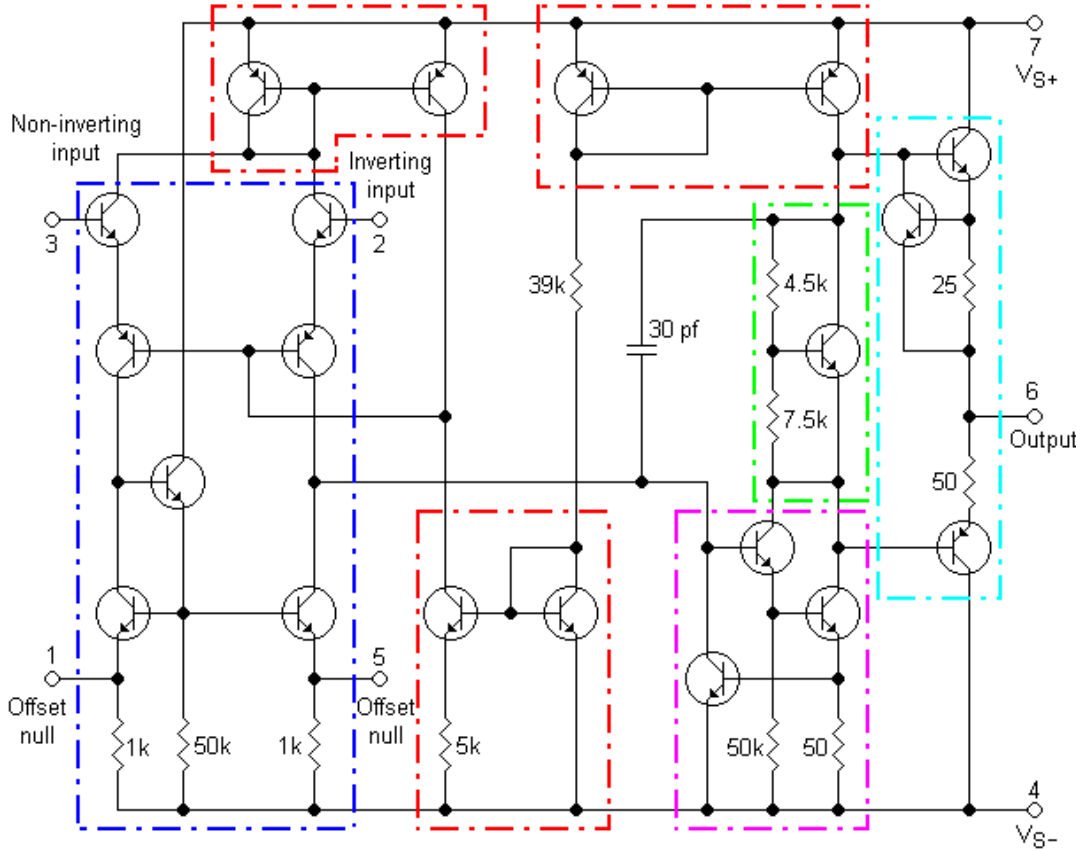 7
VS+
Non-inverting
input
Inverting
input
3
2
39k
4.5k
25
30 pf
7.5k
6
Output
50
1
Offset
null
5
Offset
null
1k
50k
1k
5k
50k
50
4
VS−